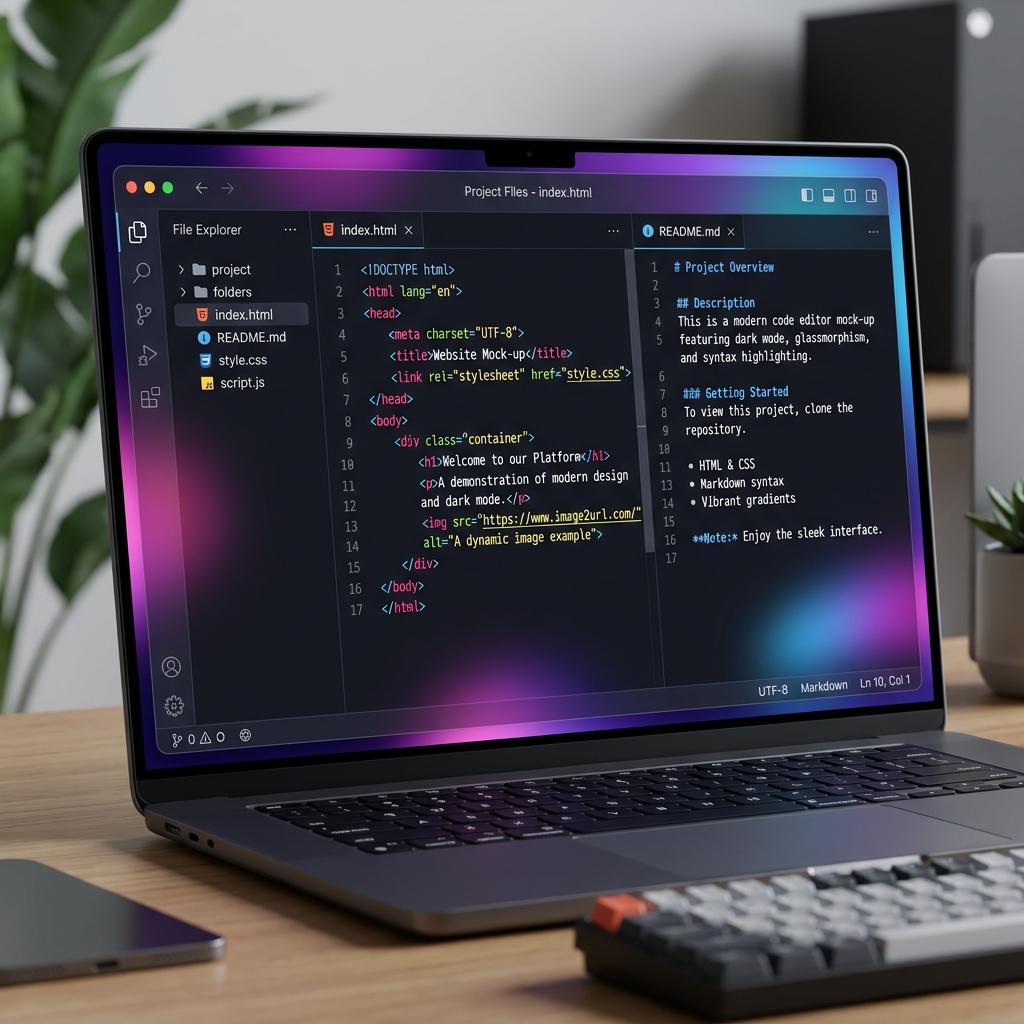 Project Files - index.html
File Explorer
project
folders
index.html
README.md
style.css
script.js
index.html
1 <!DOCTYPE html>
2 <html lang="en">
3 <head>
4 <meta charset="UTF-8">
5 <title>Website Mock-up</title>
6 <link rel="stylesheet" href="style.css">
7 </head>
8 <body>
9 <div class="container">
10 <h1>Welcome to our Platform</h1>
11 <p>A demonstration of modern design
12 and dark mode.</p>
13 <img src="https://www.image2url.com/"
14 alt="A dynamic image example">
15 </div>
16 </body>
17 </html>
README.md
1 # Project Overview
2
3 ## Description
4 This is a modern code editor mock-up
5 featuring dark mode, glassmorphism,
and syntax highlighting.
6
7 ### Getting Started
8 To view this project, clone the
9 repository.
10
11 • HTML & CSS
13 • Markdown syntax
14 • Vibrant gradients
15
16 **Note:* Enjoy the sleek interface.
17
0 0
UTF-8 Markdown Ln 10, Col 1